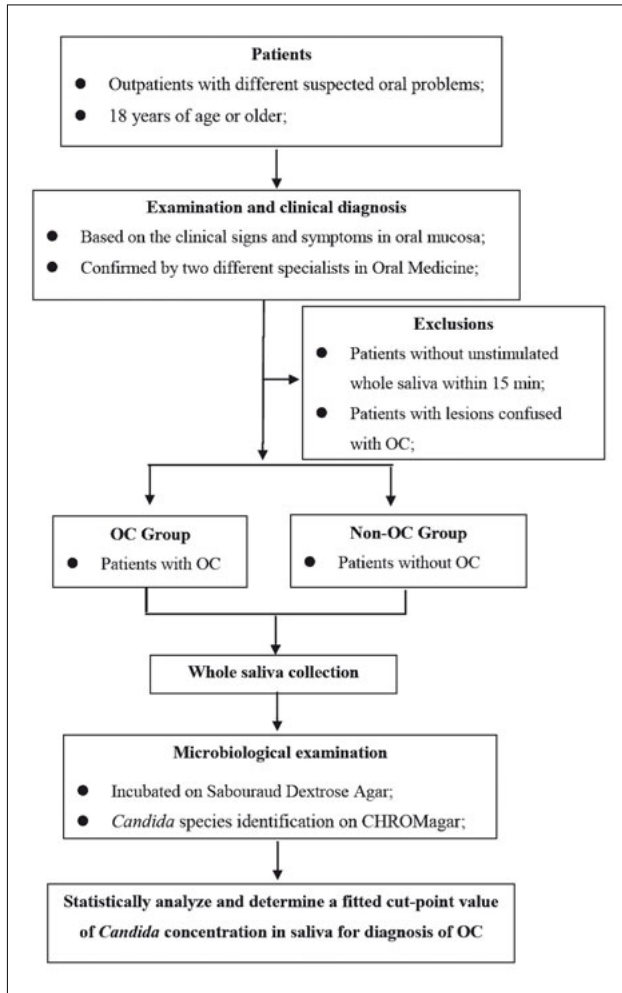 Patients
● Outpatients with different suspected oral problems;
● 18 years of age or older;
Examination and clinical diagnosis
● Based on the clinical signs and symptoms in oral mucosa;
● Confirmed by two different specialists in Oral Medicine;
Exclusions
● Patients without unstimulated
whole saliva within 15 min;
● Patients with lesions confused
with OC;
OC Group
● Patients with OC
Non-OC Group
● Patients without OC
Whole saliva collection
Microbiological examination
● Incubated on Sabouraud Dextrose Agar;
● Candida species identification on CHROMagar;
Statistically analyze and determine a fitted cut-point value
of Candida concentration in saliva for diagnosis of OC